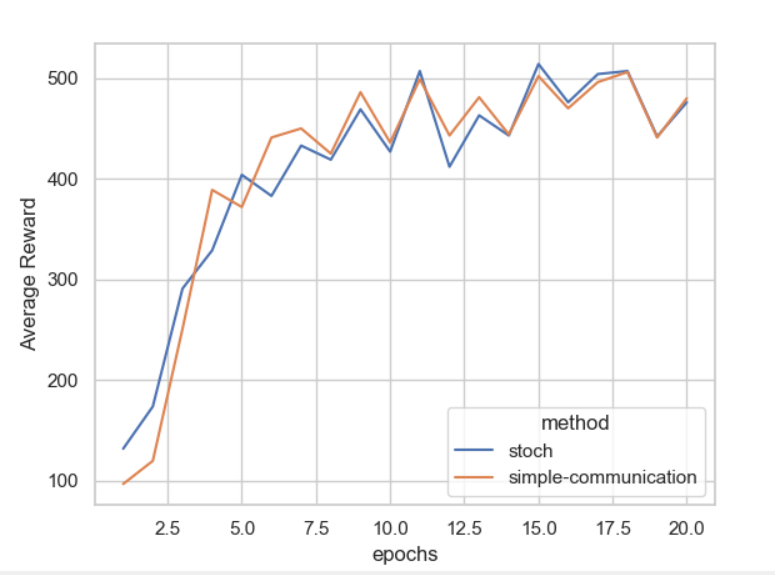 500
400
300
200
100
Average Reward
method
stoch
simple-communication
2.5 5.0 7.5 10.0 12.5 15.0 17.5 20.0
epochs